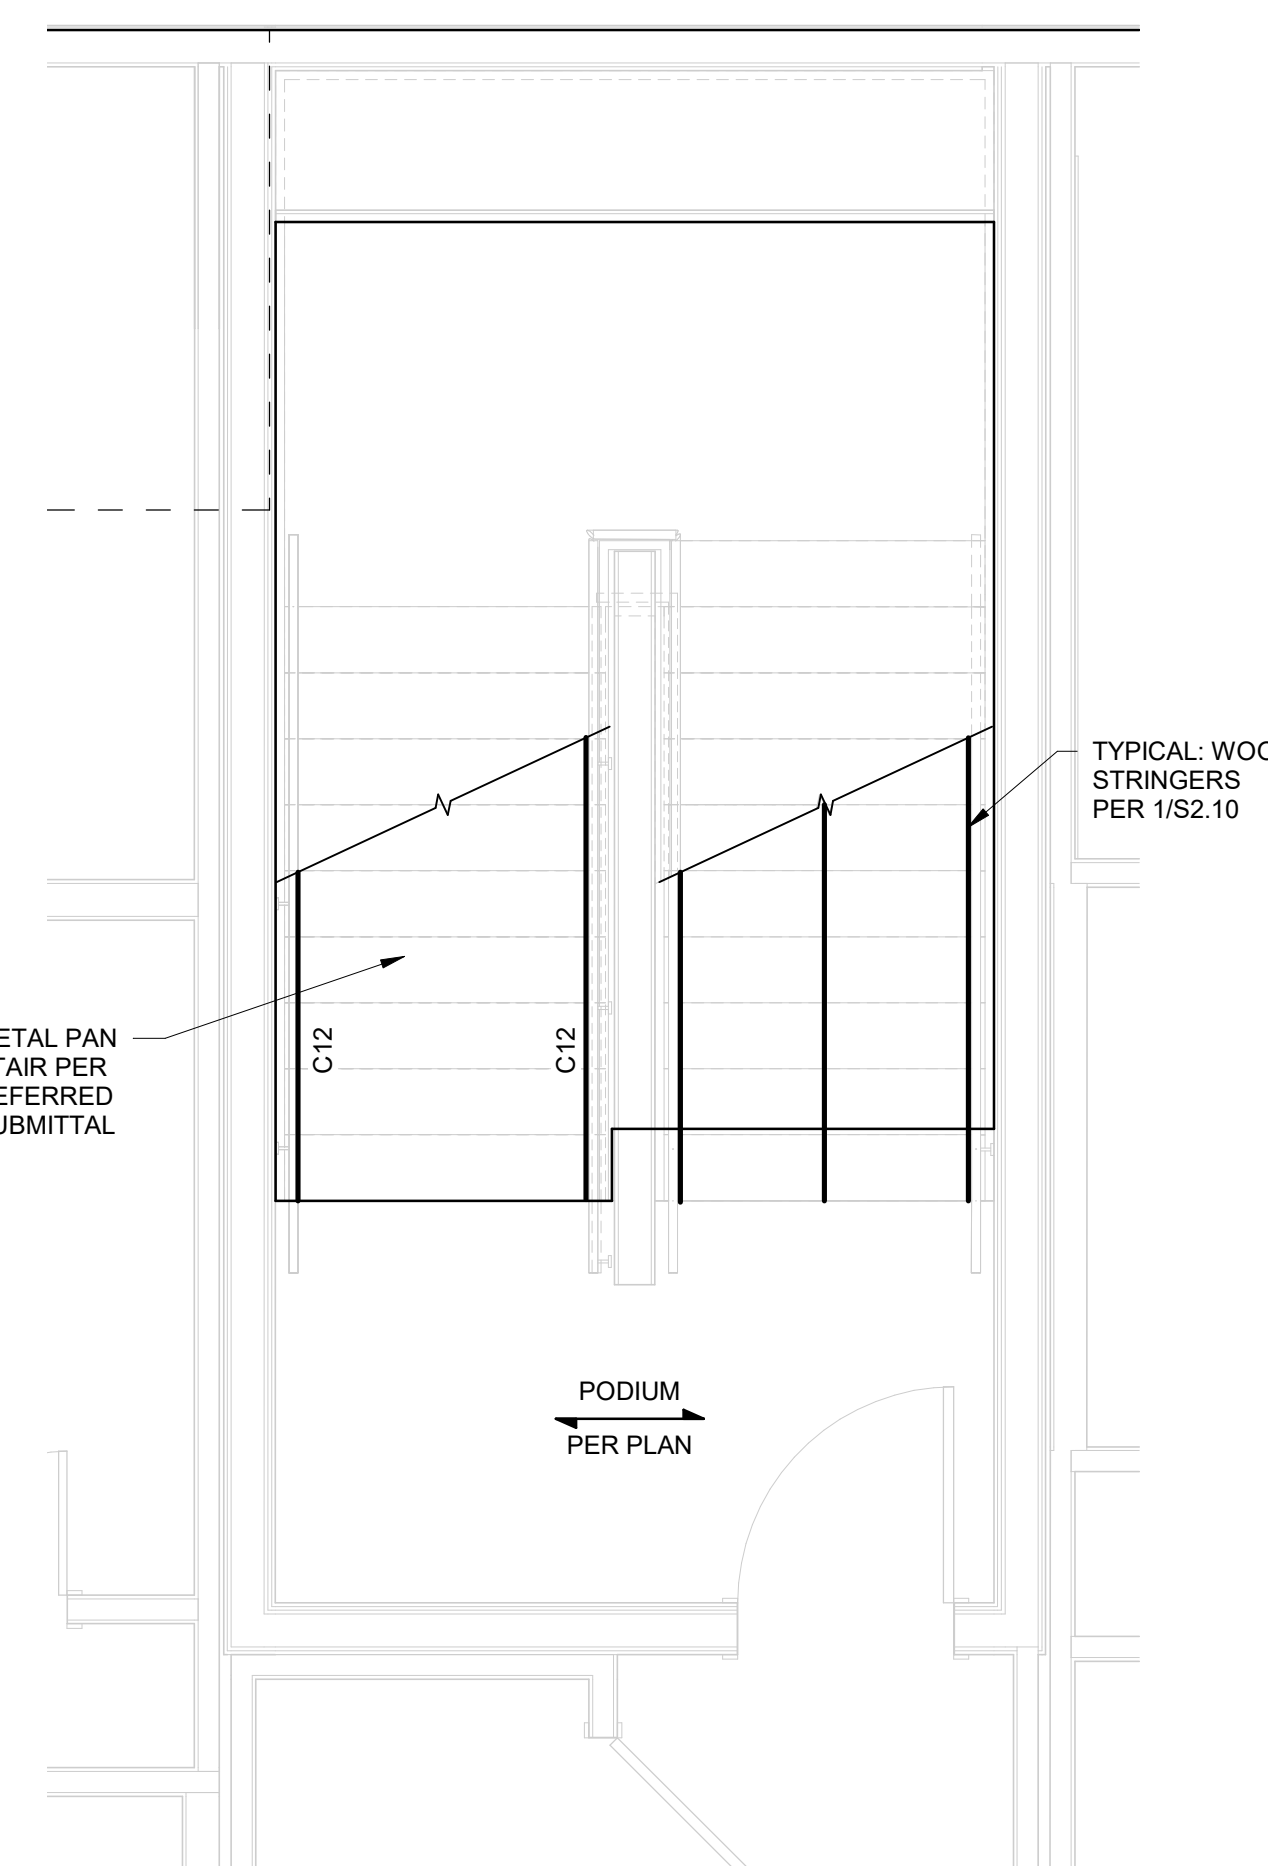 TYPICAL: WOO
STRINGERS
PER 1/S2.10
ETAL PAN
TAIR PER
EFERRED
UBMITTAL
C12
C12
PODIUM
PER PLAN